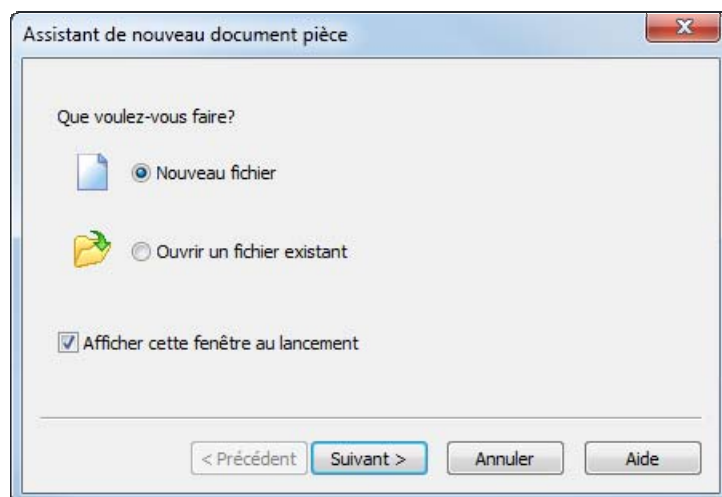 Assistant de nouveau document pièce
Que voulez-vous faire?
Nouveau fichier
Ouvrir un fichier existant
Afficher cette fenêtre au lancement
< Précédent Suivant > Annuler Aide